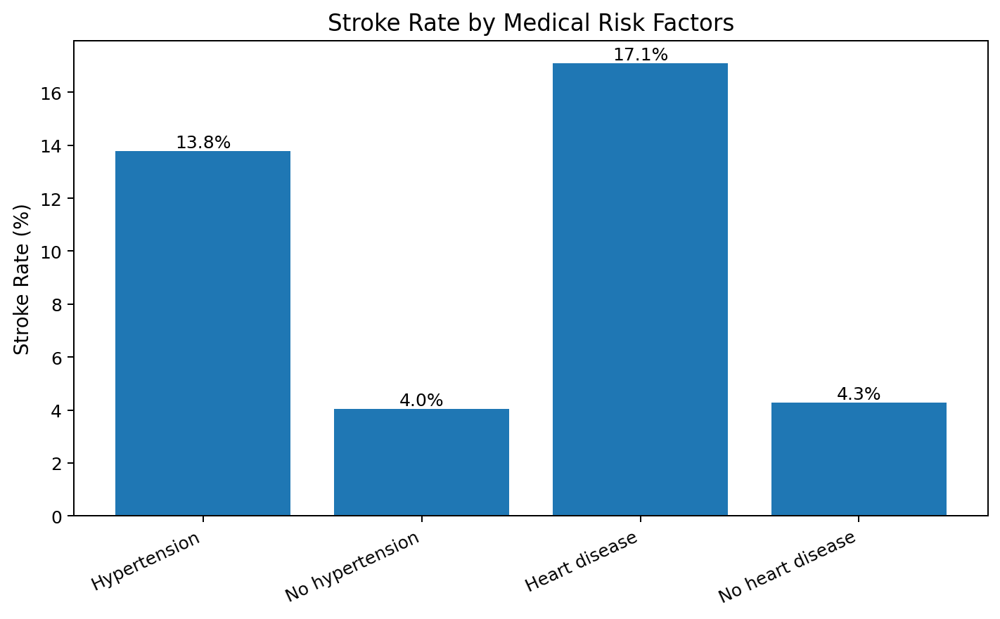 Stroke Rate by Medical Risk Factors
Stroke Rate (%)
16
14
12
10
8
6
4
2
0
13.8%
4.0%
17.1%
4.3%
Hypertension
No hypertension
Heart disease
No heart disease